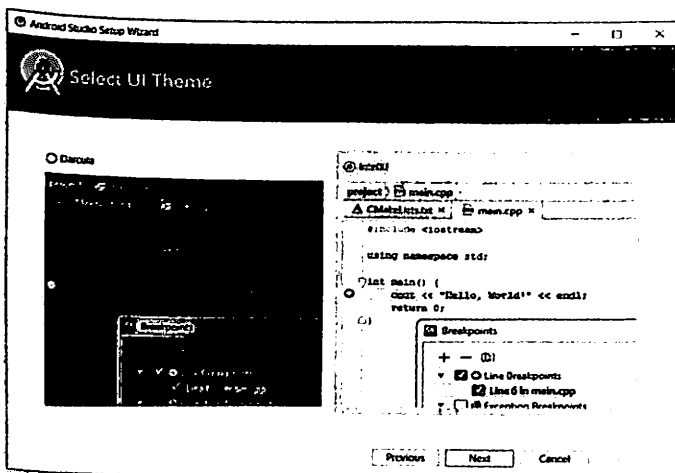 Android Studio Setup Wizard
Select UI Theme
Darcula
IntelliJ
project main.cpp
CMakeLists.txt × main.cpp ×
#include <iostream>
using namespace std;
int main() {
cout << "Hello, World!" << endl;
return 0;
}
Breakpoints
+ −
Line Breakpoints
Line 6 in main.cpp
Exception Breakpoints
Previous Next Cancel